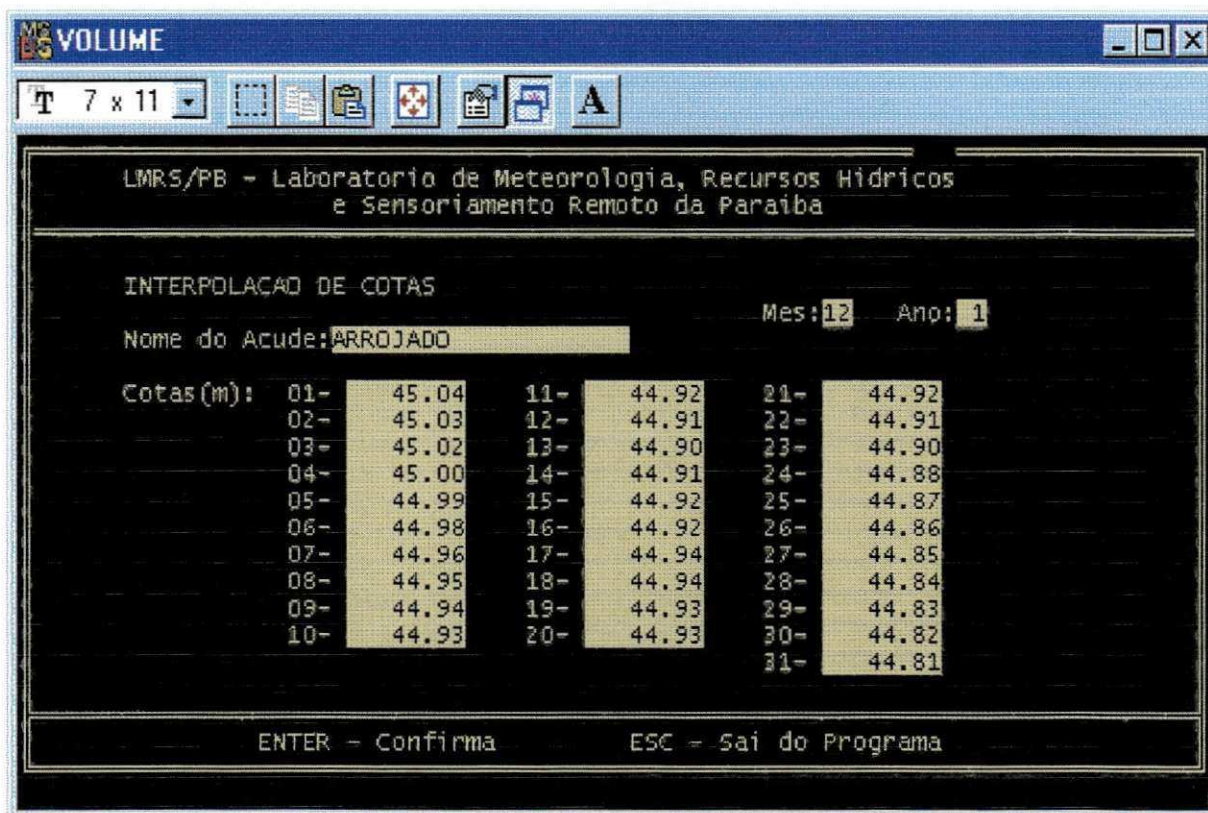 VOLUME
7 x 11
A
LMRS/PB - Laboratorio de Meteorologia, Recursos Hidricos
e Sensoriamento Remoto da Paraiba
INTERPOLACAO DE COTAS
Mes:12 Ano: 1
Nome do Acude:ARROJADO
Cotas(m): 01- 45.04 11- 44.92 21- 44.92
02- 45.03 12- 44.91 22- 44.91
03- 45.02 13- 44.90 23- 44.90
04- 45.00 14- 44.91 24- 44.88
05- 44.99 15- 44.92 25- 44.87
06- 44.98 16- 44.92 26- 44.86
07- 44.96 17- 44.94 27- 44.85
08- 44.95 18- 44.94 28- 44.84
09- 44.94 19- 44.93 29- 44.83
10- 44.93 20- 44.93 30- 44.82
31- 44.81
ENTER - Confirma ESC - Sai do Programa